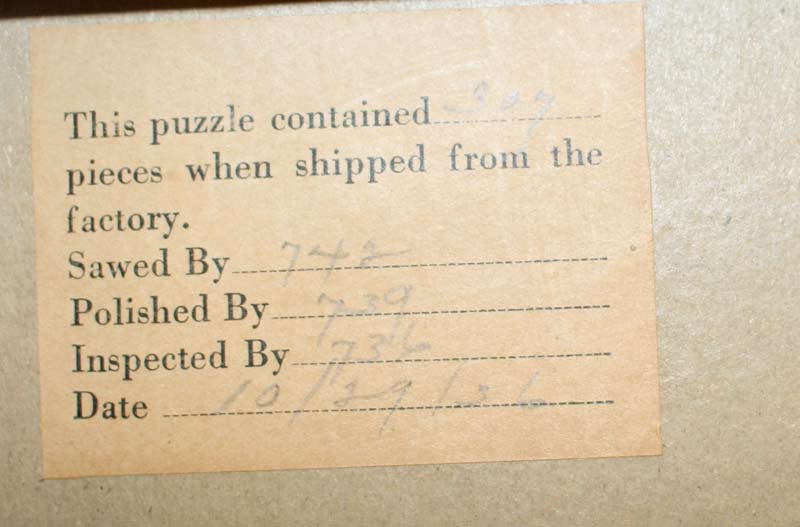 This puzzle contained 307
pieces when shipped from the
factory.
Sawed By 742
Polished By 739
Inspected By 736
Date 10/29/36